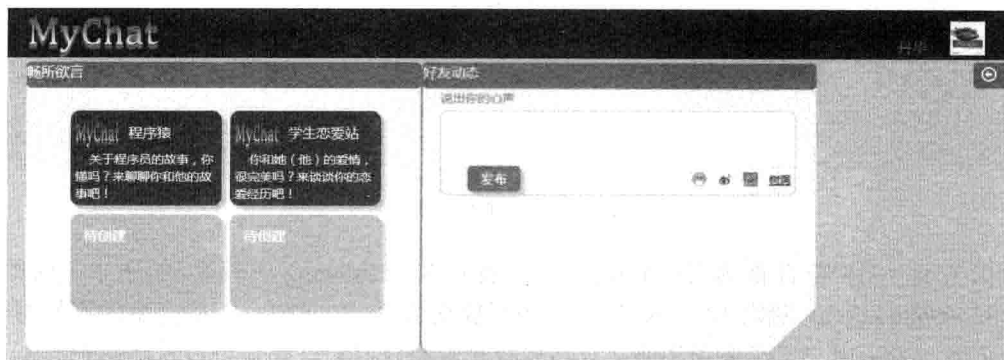 MyChat
畅所欲言
好友动态
说出你的心声
MyChat 程序猿
关于程序员的故事，你
懂吗？来聊聊你和他的故
事吧！
MyChat 学生恋爱站
你和她（他）的爱情，
很完美吗？来谈谈你的恋
爱经历吧！
发布
待创建
待创建